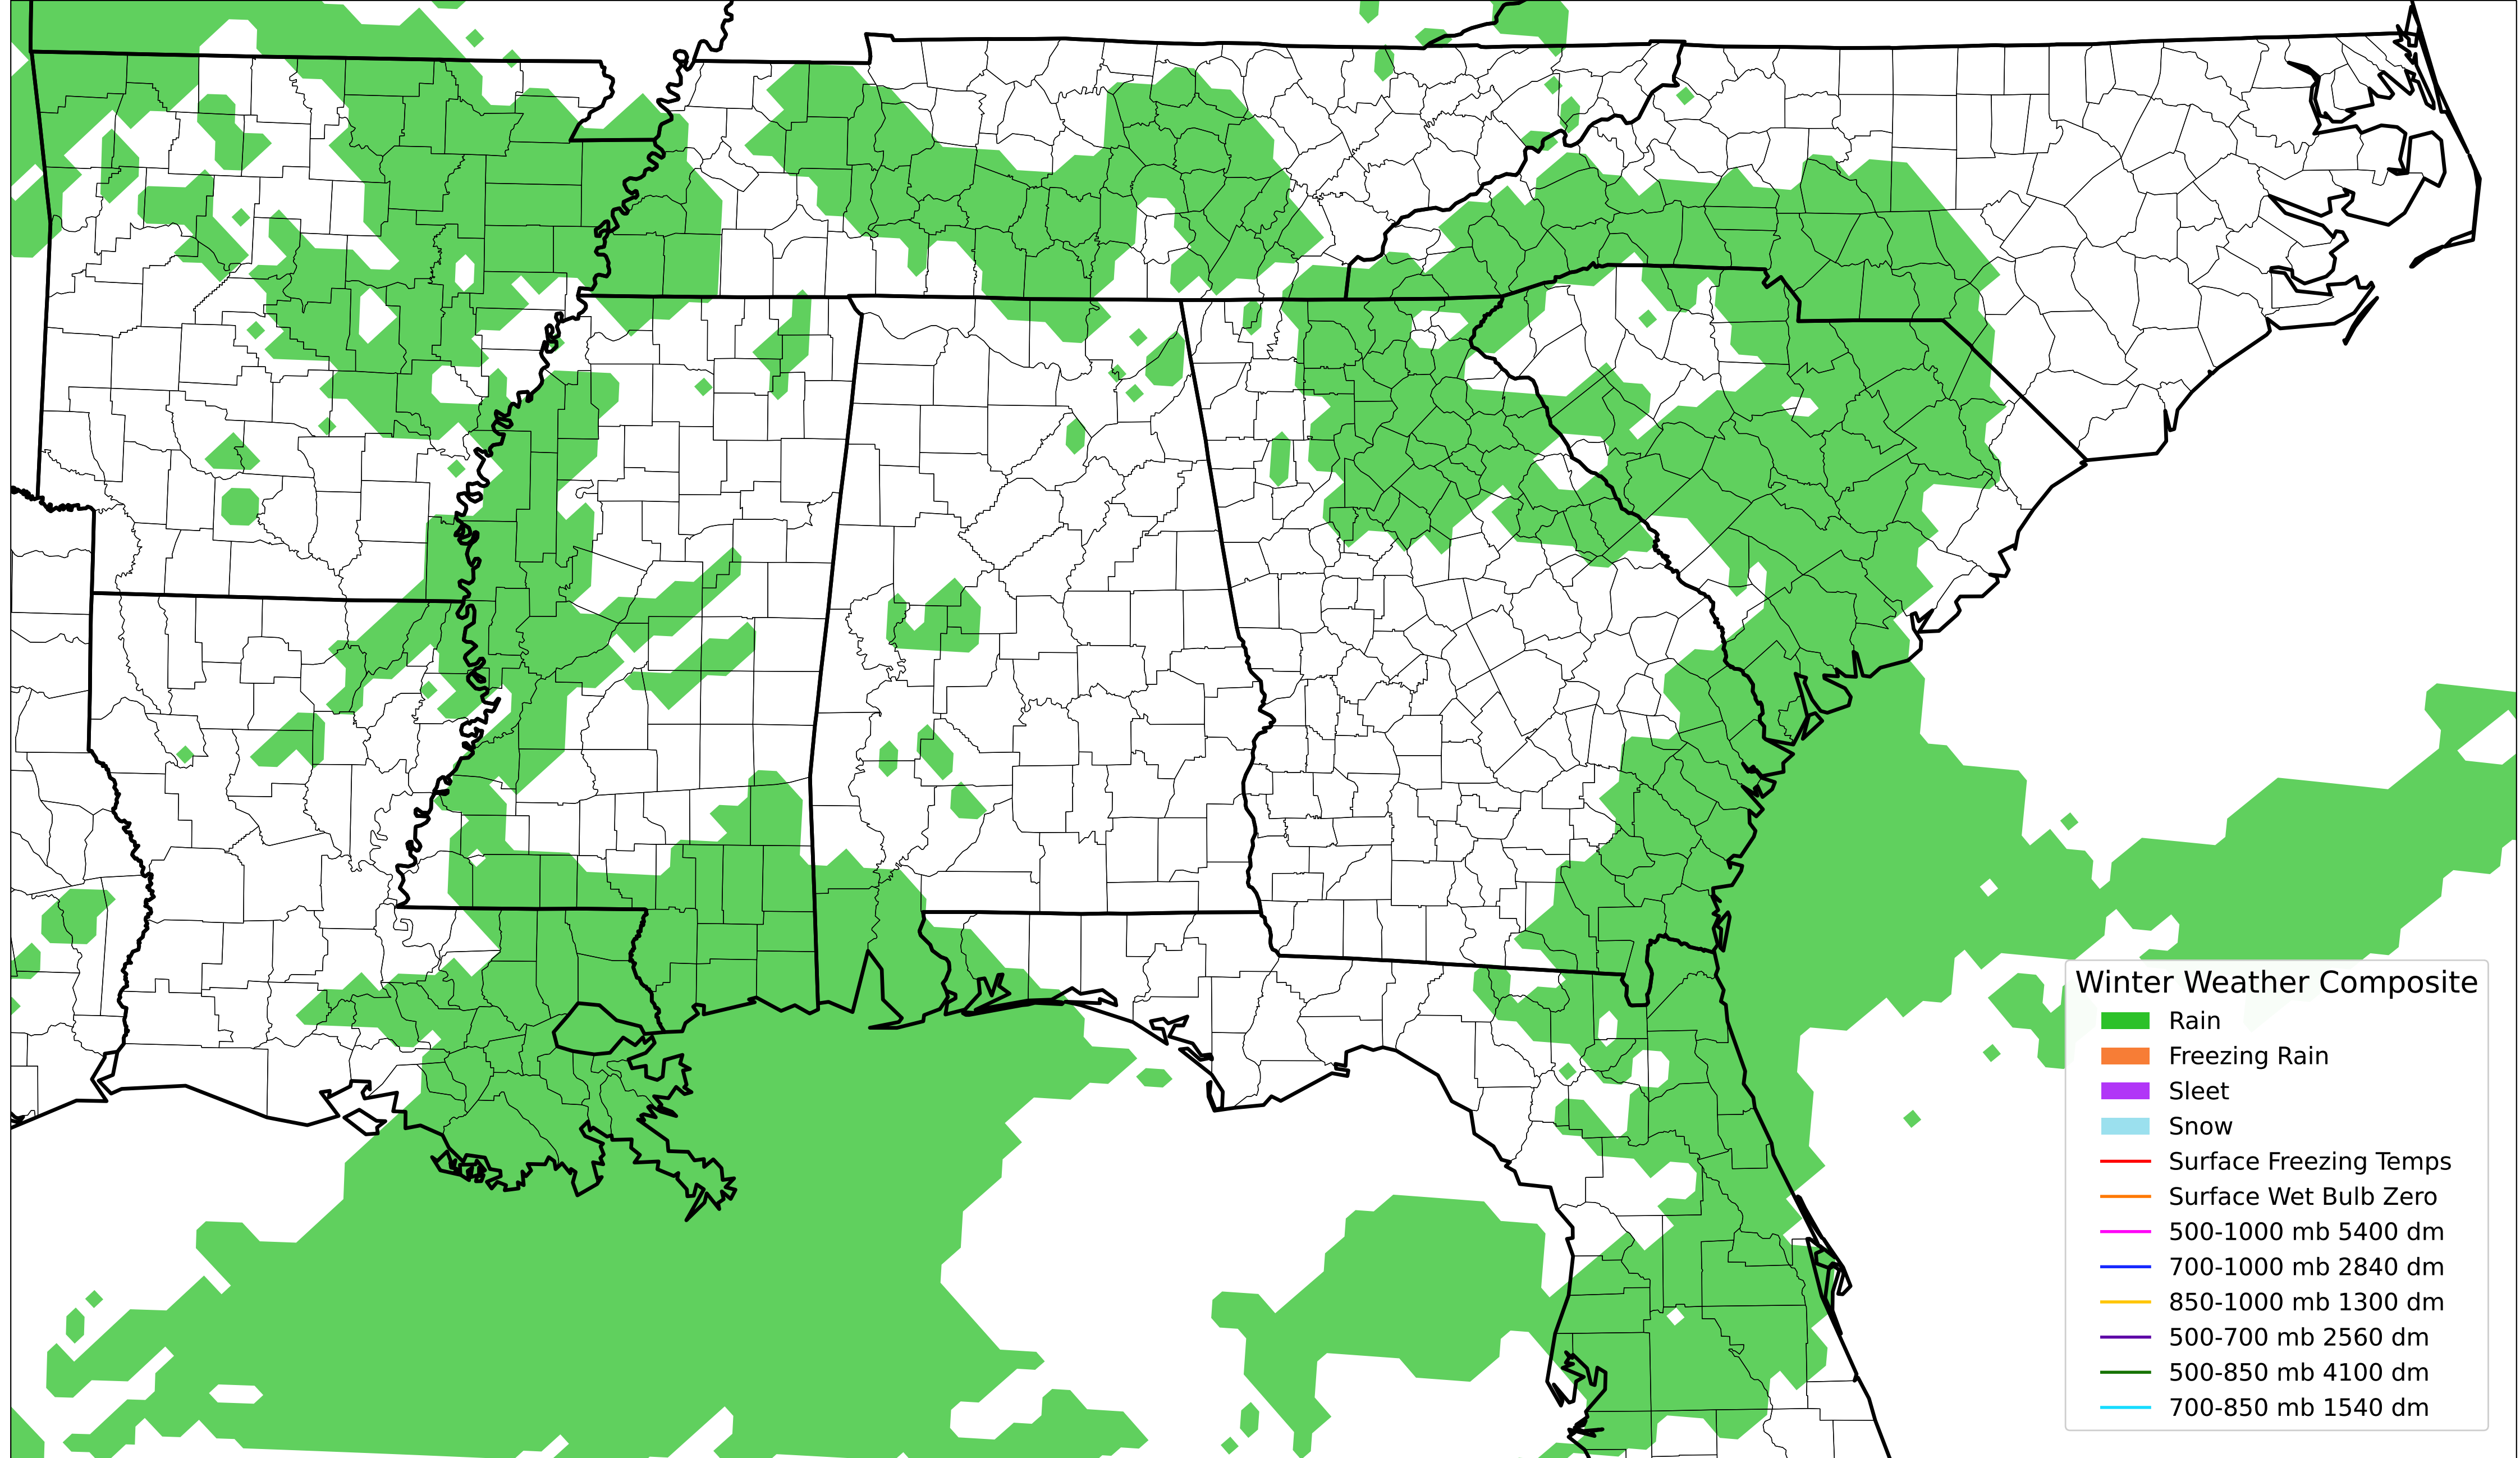 Winter Weather Composite
Rain
Freezing Rain
Sleet
Snow
Surface Freezing Temps
Surface Wet Bulb Zero
500-1000 mb 5400 dm
700-1000 mb 2840 dm
850-1000 mb 1300 dm
500-700 mb 2560 dm
500-850 mb 4100 dm
700-850 mb 1540 dm